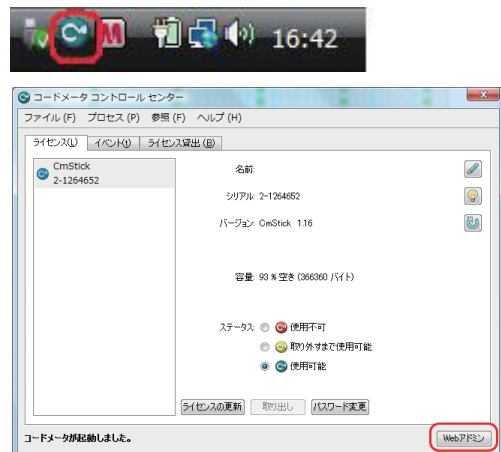 16:42
コードメータ コントロール センター
ファイル (F) プロセス (P) 参照 (F) ヘルプ (H)
ライセンス(L) イベント(I) ライセンス貸出 (B)
CmStick
2-1264652
名前:
シリアル: 2-1264652
バージョン: CmStick 1.16
容量: 93 % 空き (366360 バイト)
ステータス: 使用不可
取り外すまで使用可能
使用可能
ライセンスの更新 取り出し パスワード変更
コードメータが起動しました。 Webアドミン